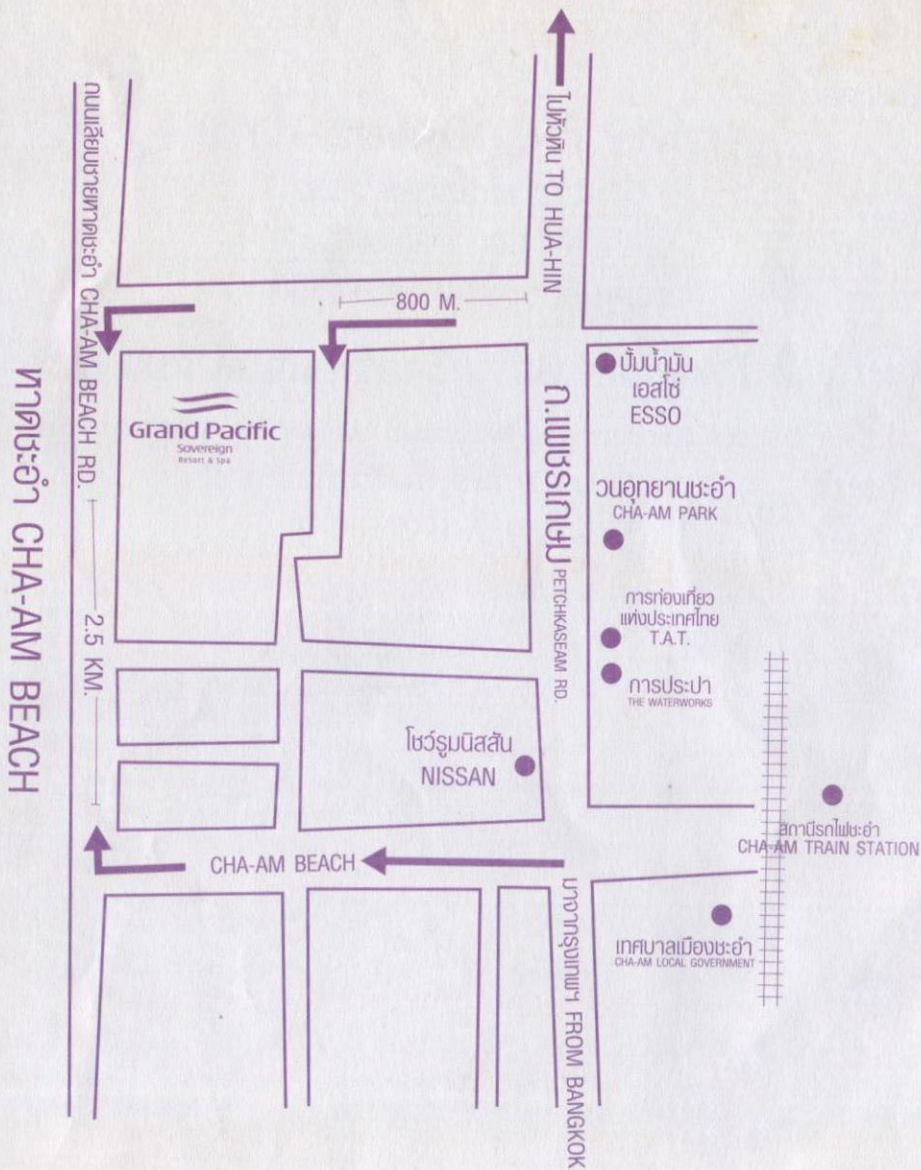 ไปหัวหิน TO HUA-HIN
ถนนเลียบชายหาดชะอำ CHA-AM BEACH RD.
800 M.
ปั้มน้ำมัน
เอสโซ่
ESSO
Grand Pacific
Sovereign
Resort & Spa
ถ.เพชรเกษม PETCHKASEAM RD.
วนอุทยานชะอำ
CHA-AM PARK
หาดชะอำ CHA-AM BEACH
2.5 KM.
การท่องเที่ยว
แห่งประเทศไทย
T.A.T.
การประปา
THE WATERWORKS
โชว์รูมนิสสัน
NISSAN
สถานีรถไฟชะอำ
CHA-AM TRAIN STATION
CHA-AM BEACH
มาจากกรุงเทพฯ FROM BANGKOK
เทศบาลเมืองชะอำ
CHA-AM LOCAL GOVERNMENT